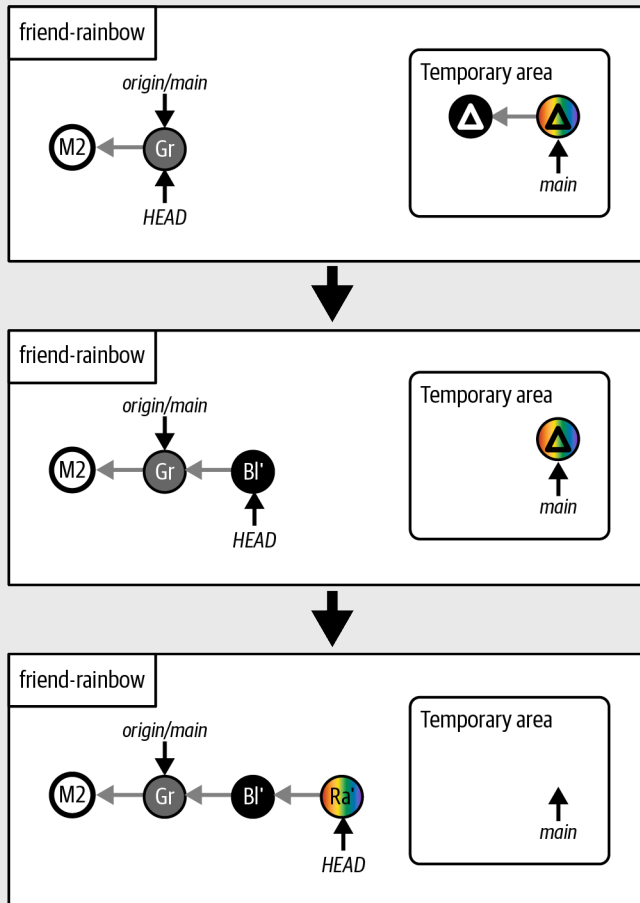 friend-rainbow
origin/main
Temporary area
M2
Gr
HEAD
main
friend-rainbow
origin/main
Temporary area
M2
Gr
Bl'
HEAD
main
friend-rainbow
origin/main
Temporary area
M2
Gr
Bl'
Ra'
HEAD
main